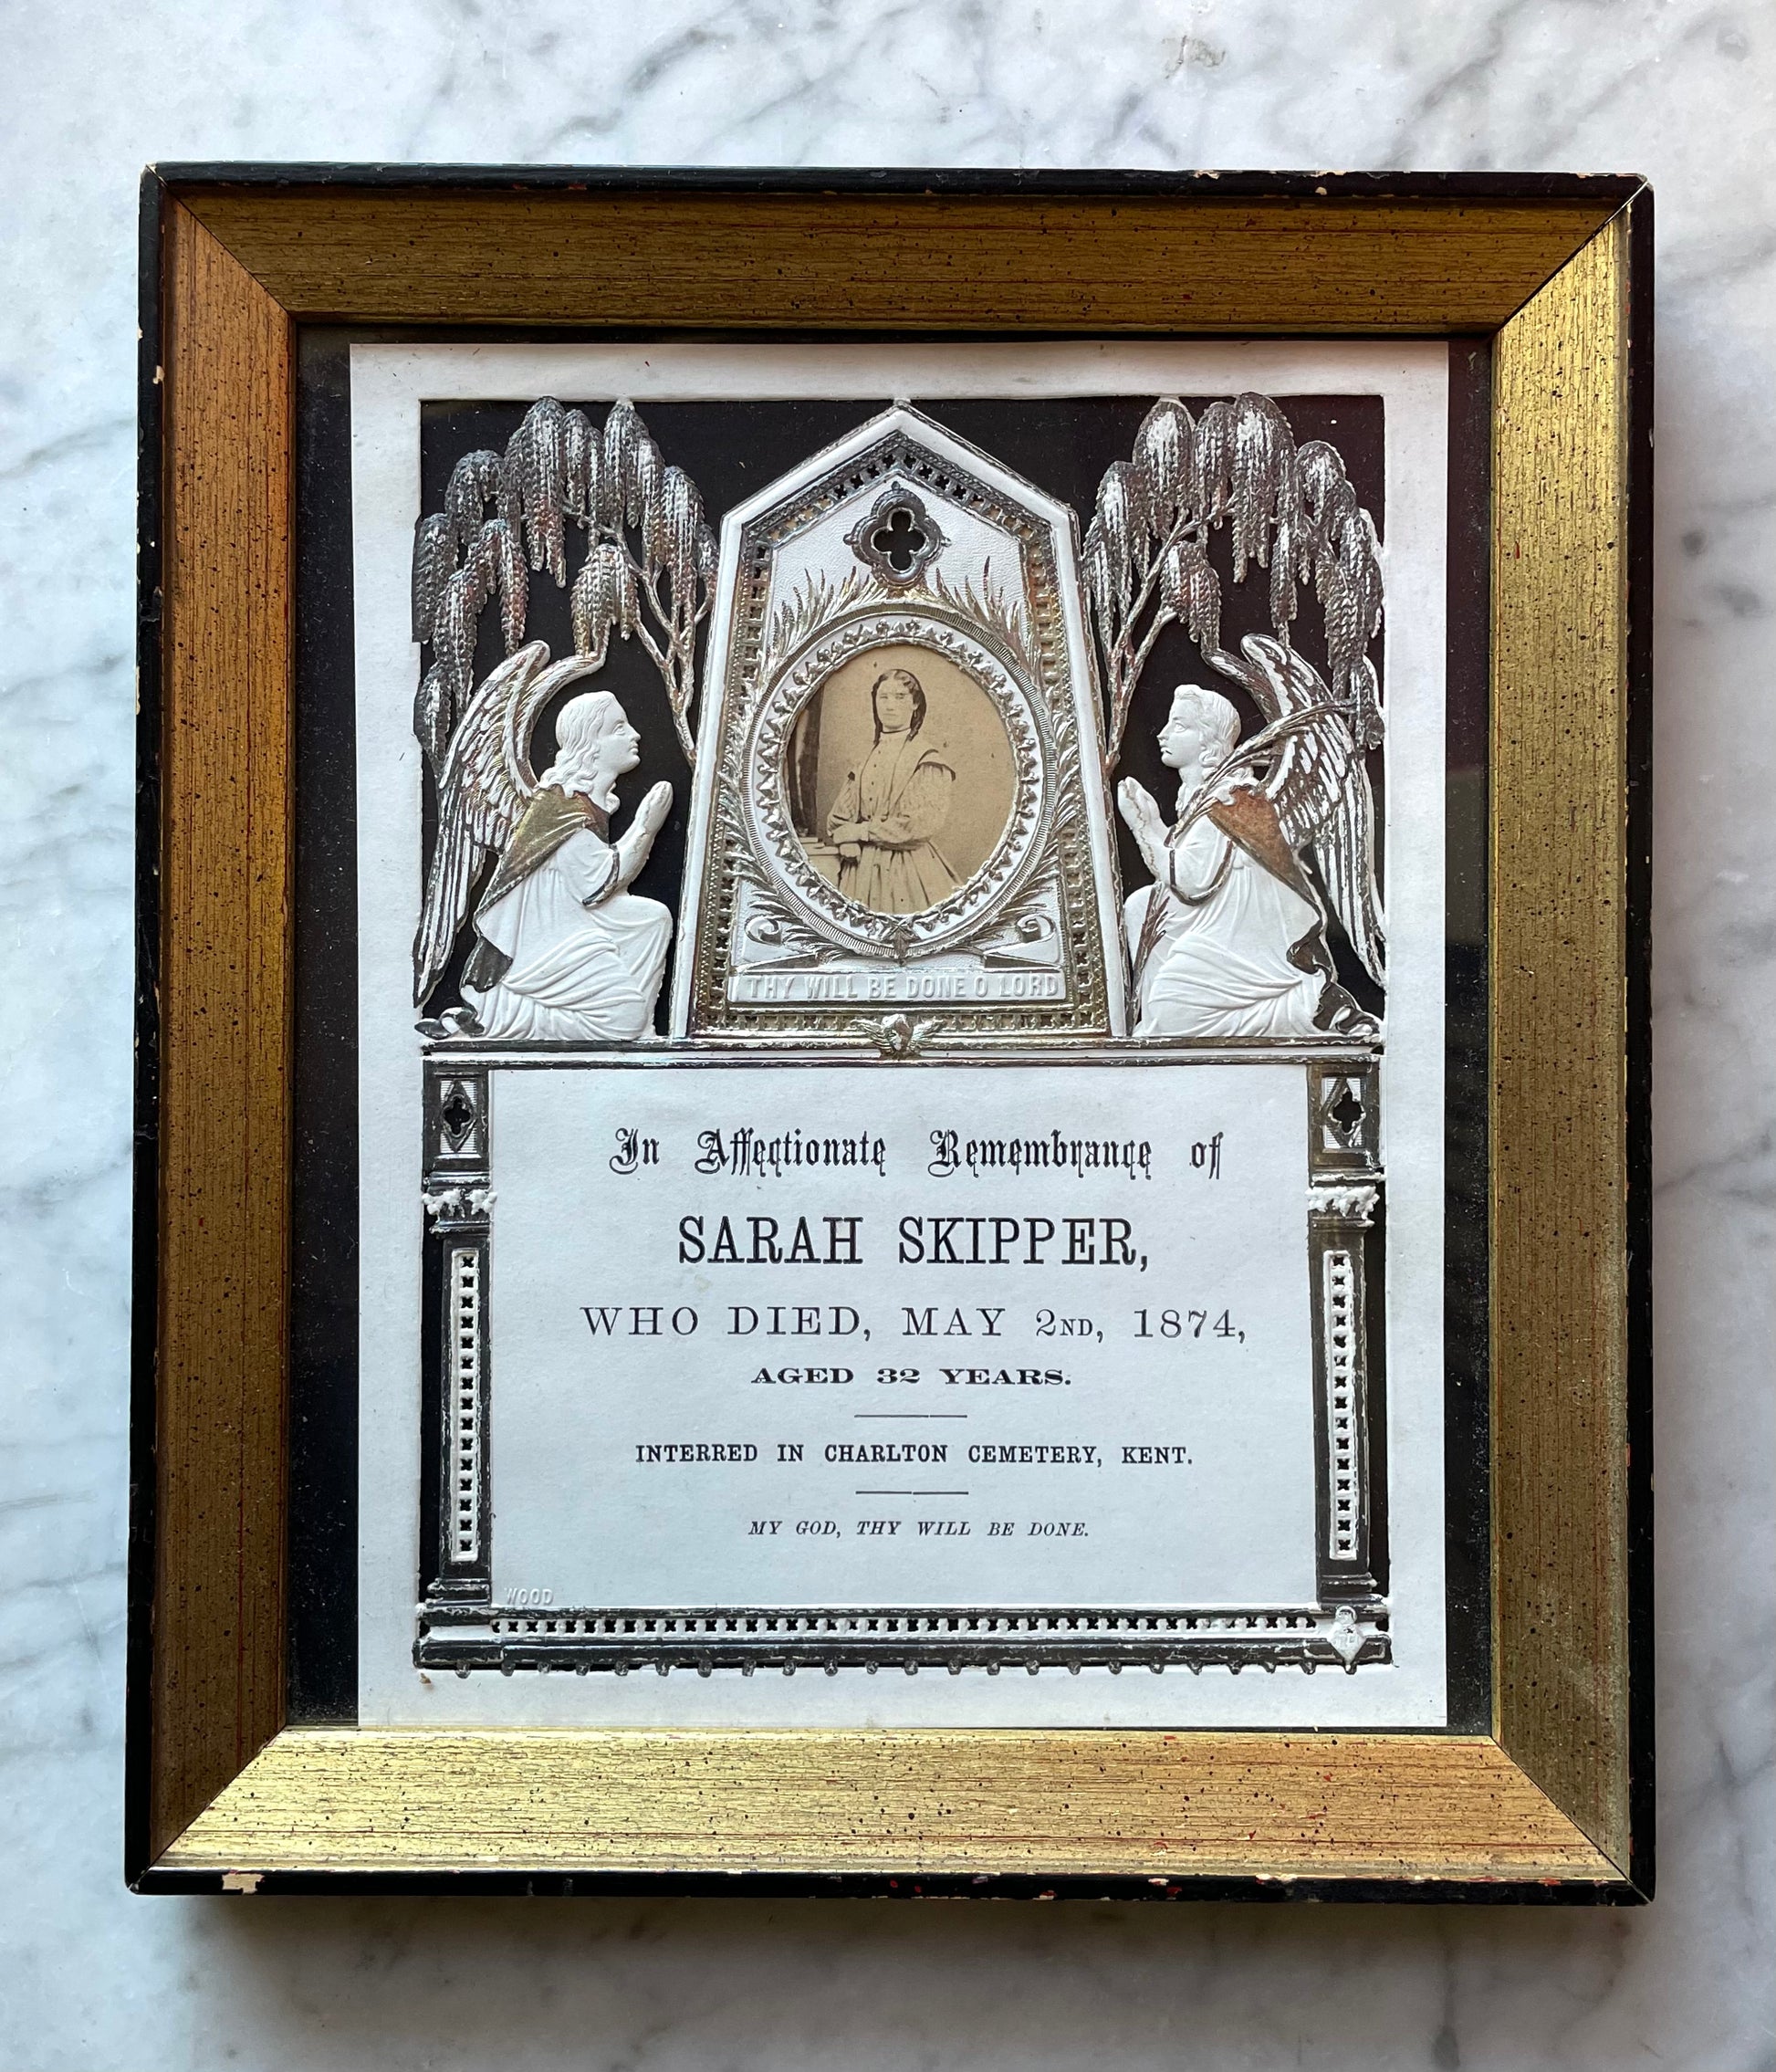 THY WILL BE DONE O LORD
In Affectionate Remembrance of
SARAH SKIPPER,
WHO DIED, MAY 2ND, 1874,
AGED 32 YEARS.
INTERRED IN CHARLTON CEMETERY, KENT.
MY GOD, THY WILL BE DONE.
WOOD